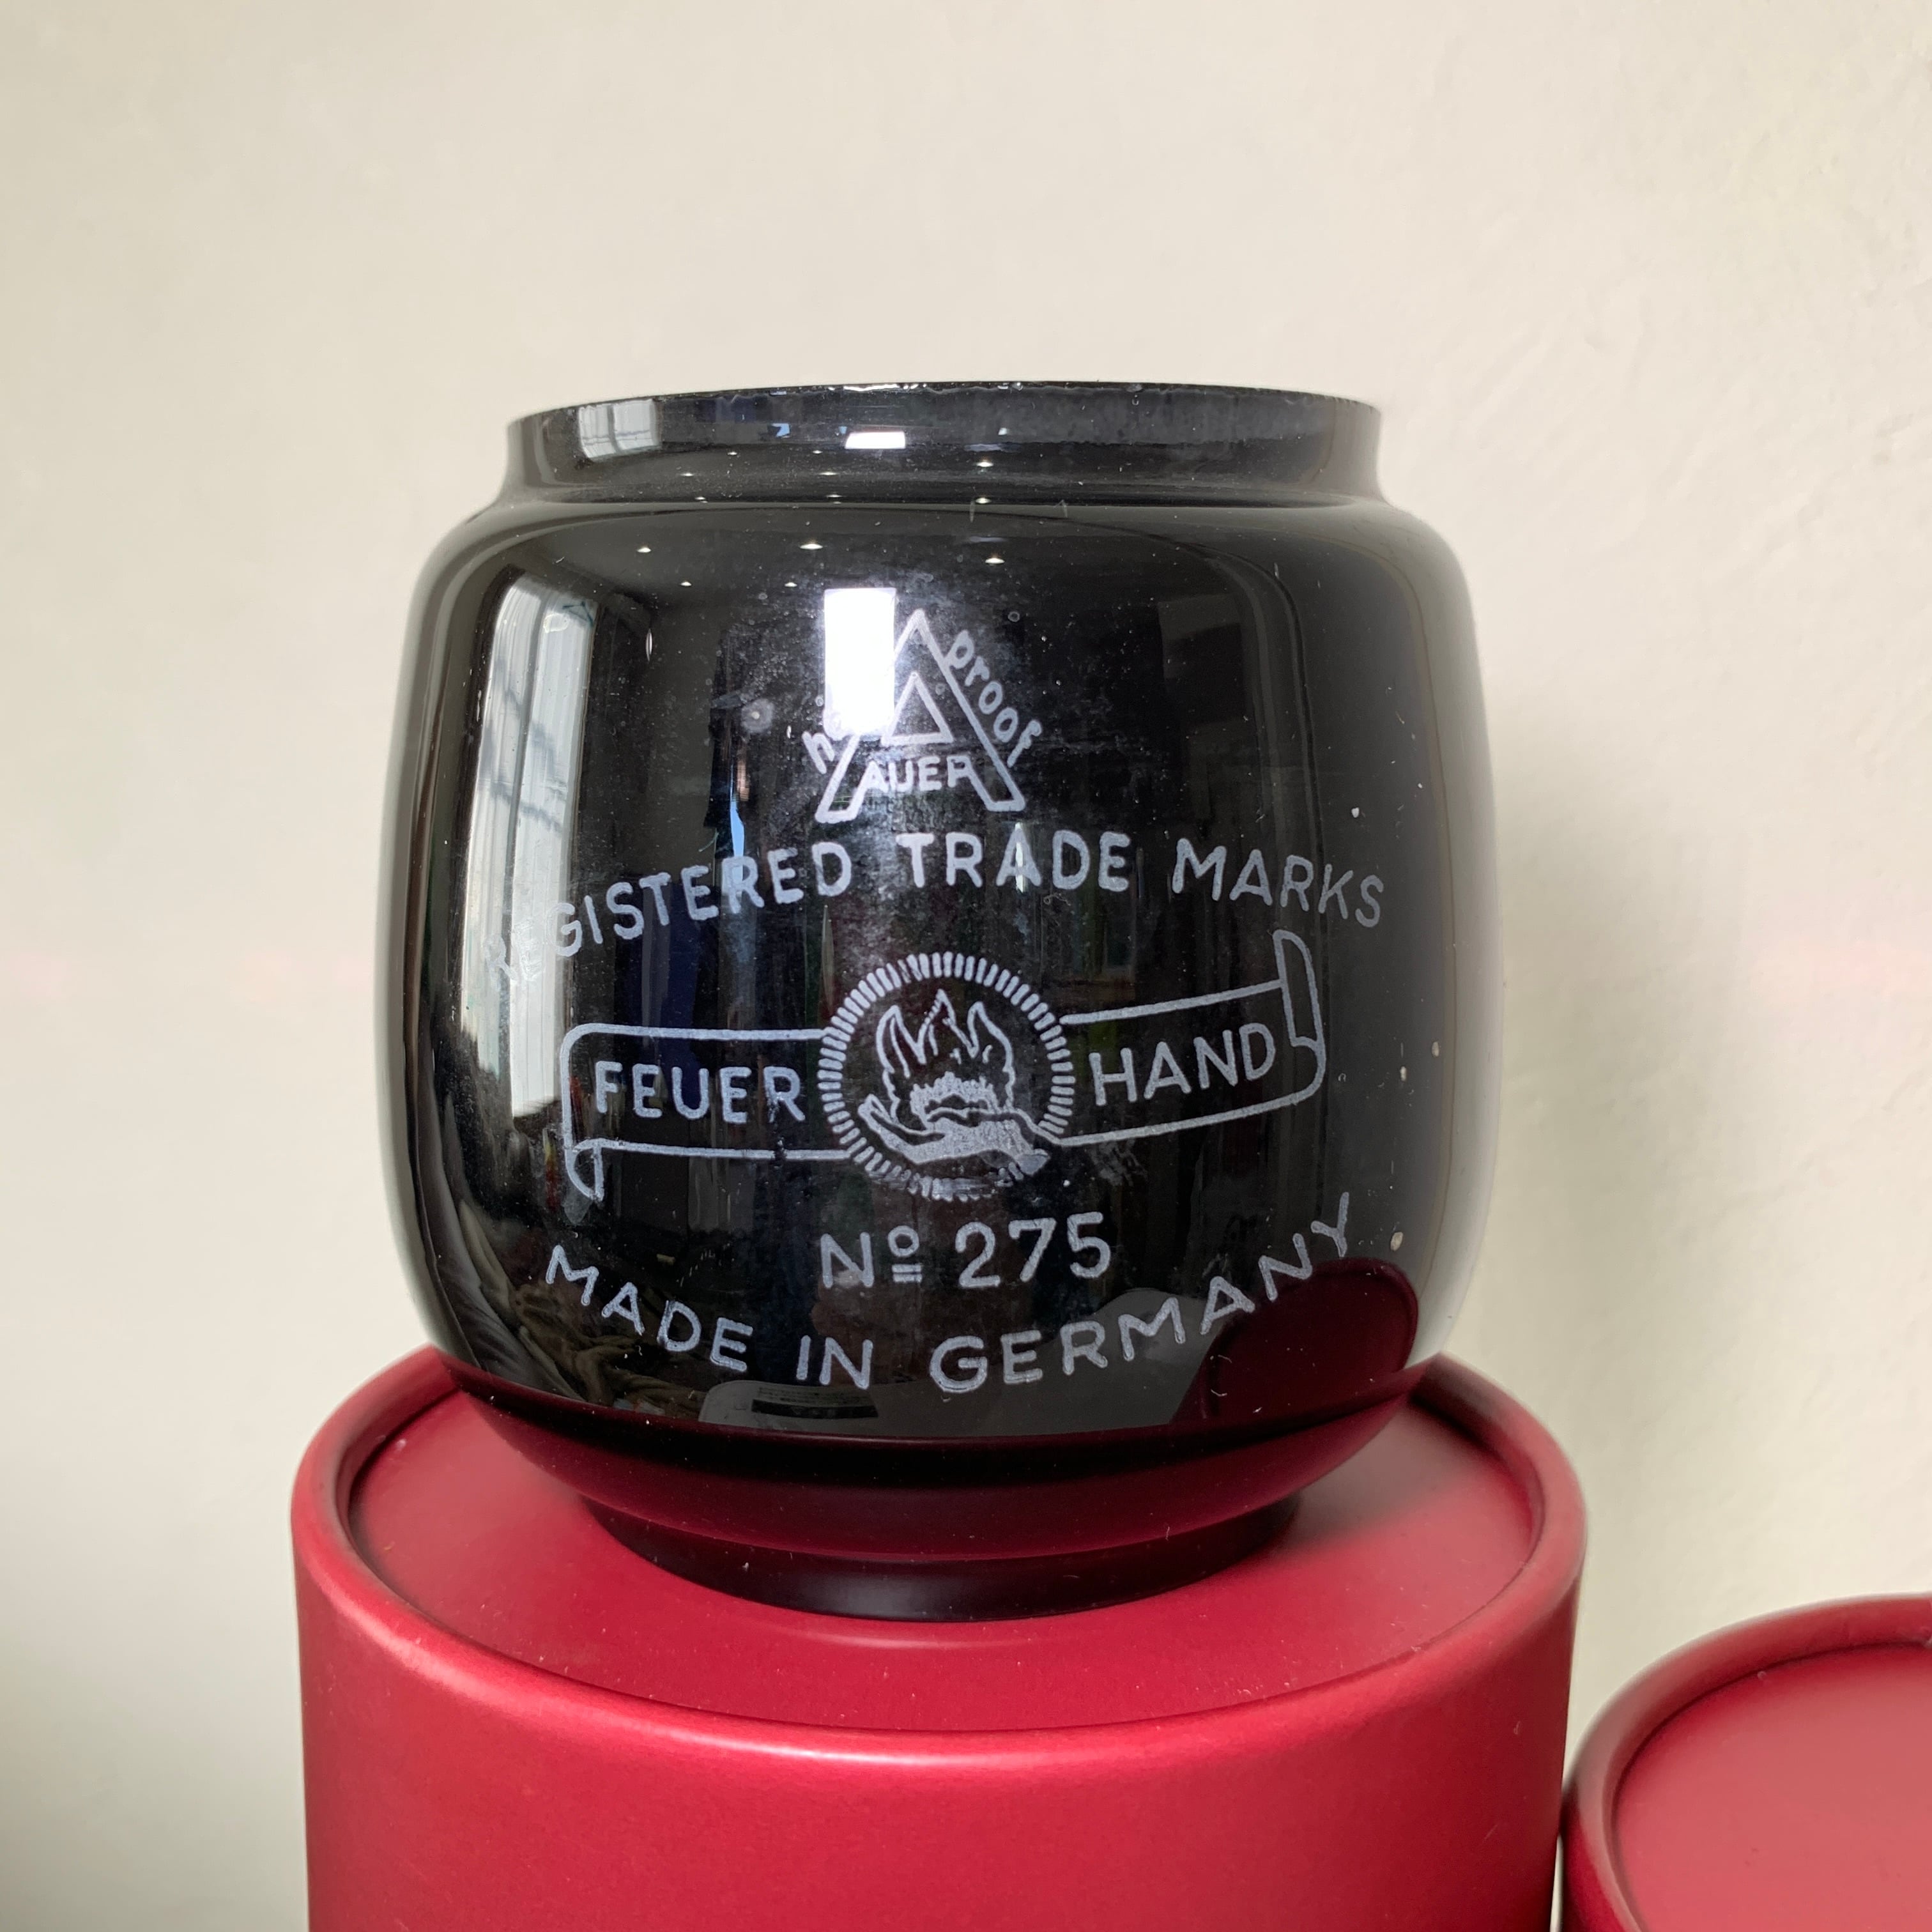 proof
AUER
REGISTERED TRADE MARKS
FEUER HAND
Nº 275
MADE IN GERMANY